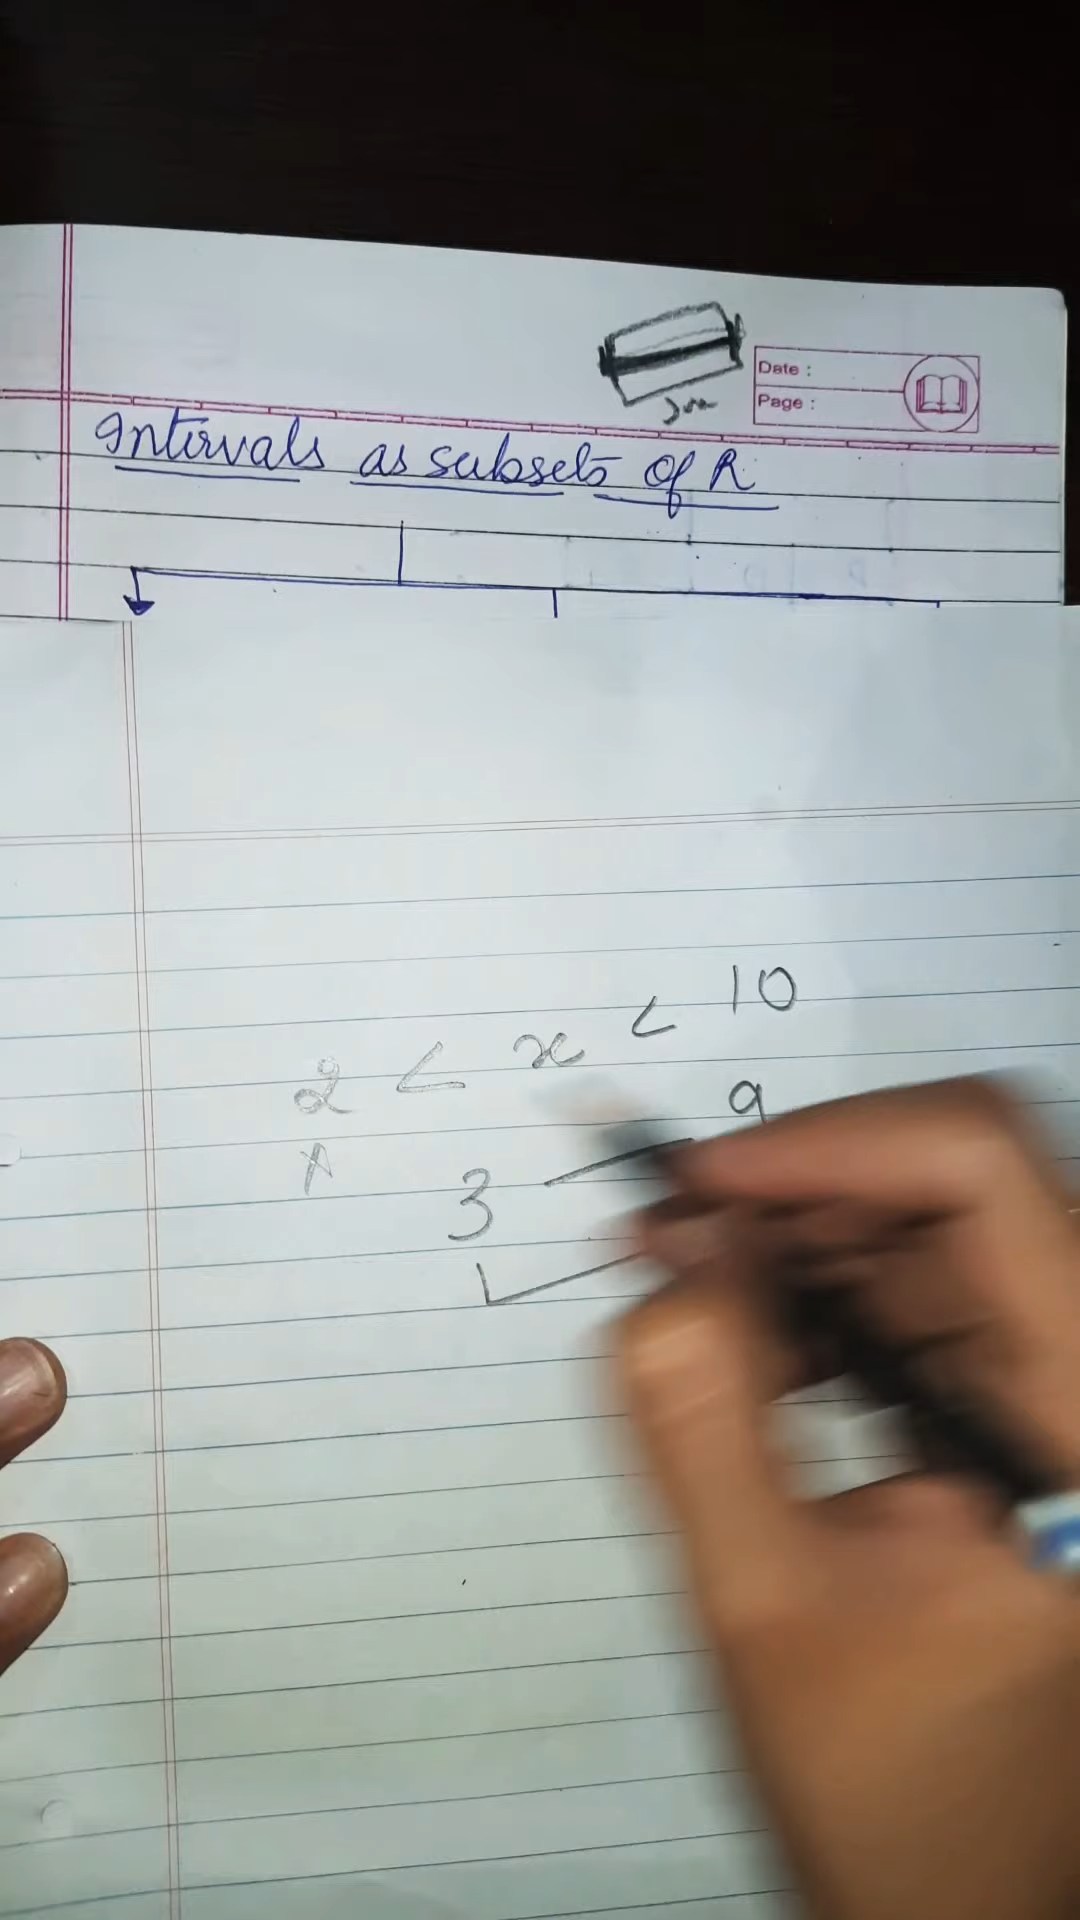 Date :
Page :
Intervals as subsets of R
2 < x < 10
9
3